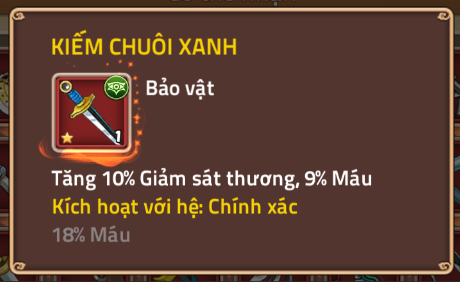 KIẾM CHUÔI XANH
Bảo vật
1
Tăng 10% Giảm sát thương, 9% Máu
Kích hoạt với hệ: Chính xác
18% Máu